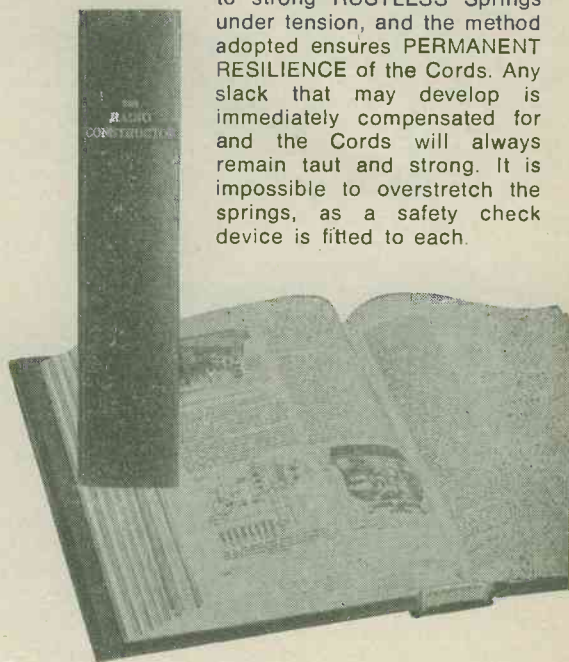 to strong RUSTLESS Springs
under tension, and the method
adopted ensures PERMANENT
RESILIENCE of the Cords. Any
slack that may develop is
immediately compensated for
and the Cords will always
remain taut and strong. It is
impossible to overstretch the
springs, as a safety check
device is fitted to each.
THE
RADIO
CONSTRUCTOR